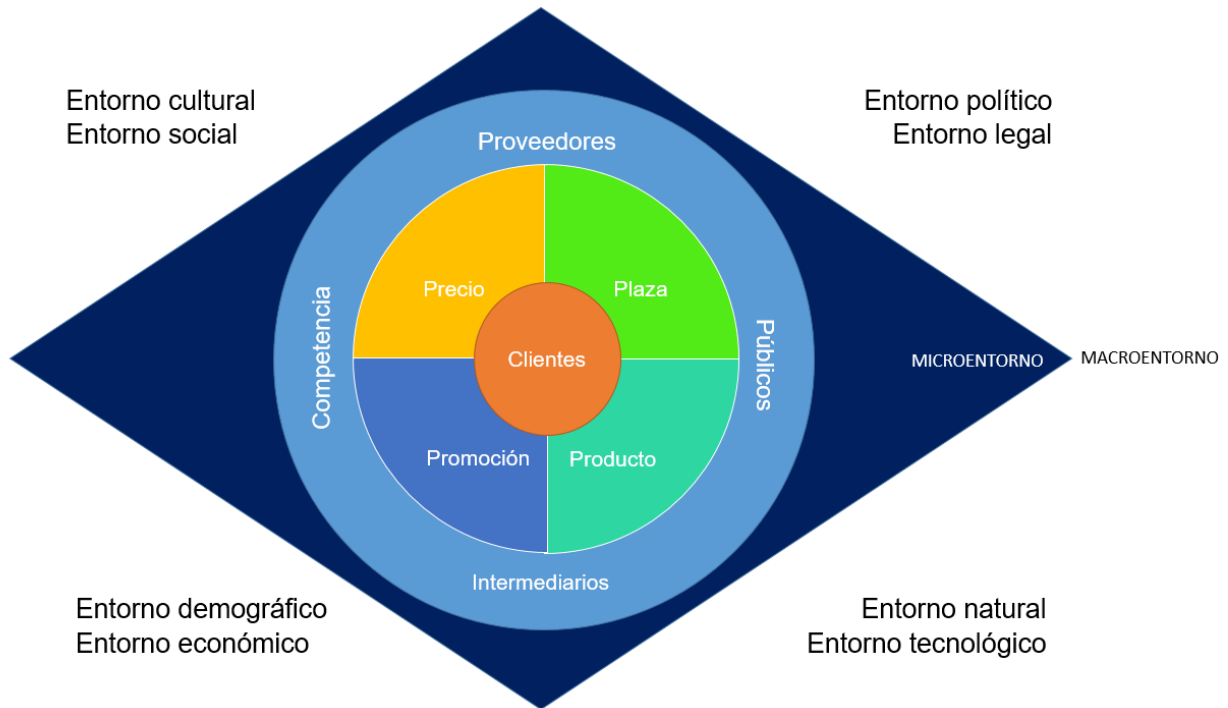 Entorno cultural
Entorno social
Entorno político
Entorno legal
Proveedores
Precio
Plaza
Competencia
Clientes
Públicos
MICROENTORNO
MACROENTORNO
Promoción
Producto
Intermediarios
Entorno demográfico
Entorno económico
Entorno natural
Entorno tecnológico